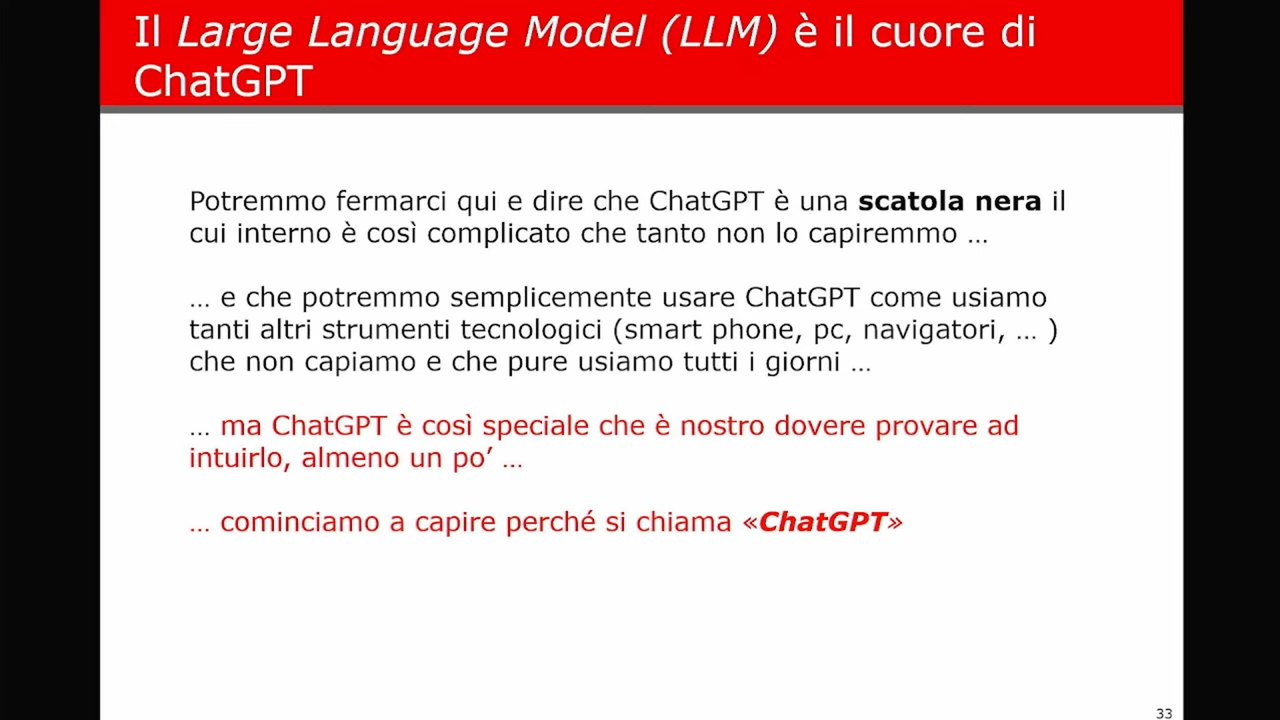 Il Large Language Model (LLM) è il cuore di
ChatGPT
Potremmo fermarci qui e dire che ChatGPT è una scatola nera il
cui interno è così complicato che tanto non lo capiremmo …
… e che potremmo semplicemente usare ChatGPT come usiamo
tanti altri strumenti tecnologici (smart phone, pc, navigatori, … )
che non capiamo e che pure usiamo tutti i giorni …
… ma ChatGPT è così speciale che è nostro dovere provare ad
intuirlo, almeno un po’ …
… cominciamo a capire perché si chiama «ChatGPT»
33